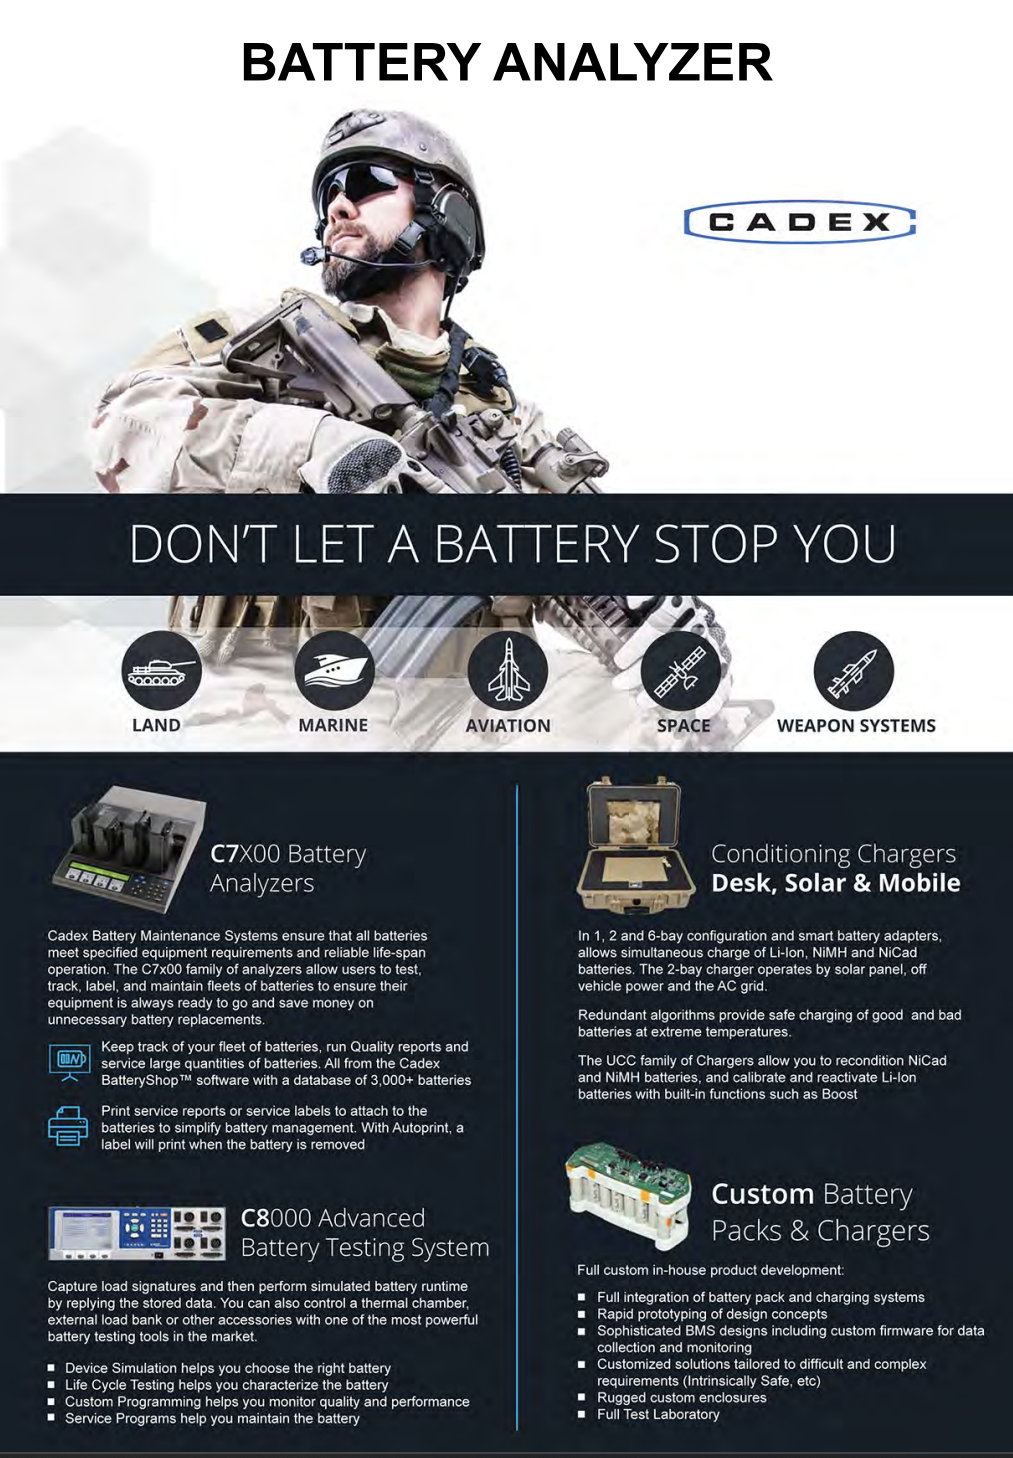 BATTERY ANALYZER
CADEX
DON'T LET A BATTERY STOP YOU
LAND
MARINE
AVIATION
SPACE
WEAPON SYSTEMS
C7X00 Battery
Analyzers
Cadex Battery Maintenance Systems ensure that all batteries
meet specified equipment requirements and reliable life-span
operation. The C7x00 family of analyzers allow users to test,
track, label, and maintain fleets of batteries to ensure their
equipment is always ready to go and save money on
unnecessary battery replacements.
Keep track of your fleet of batteries, run Quality reports and
service large quantities of batteries. All from the Cadex
BatteryShop™ software with a database of 3,000+ batteries
Print service reports or service labels to attach to the
batteries to simplify battery management. With Autoprint, a
label will print when the battery is removed
C8000 Advanced
Battery Testing System
Capture load signatures and then perform simulated battery runtime
by replying the stored data. You can also control a thermal chamber,
external load bank or other accessories with one of the most powerful
battery testing tools in the market.
■ Device Simulation helps you choose the right battery
■ Life Cycle Testing helps you characterize the battery
■ Custom Programming helps you monitor quality and performance
■ Service Programs help you maintain the battery
Conditioning Chargers
Desk, Solar & Mobile
In 1, 2 and 6-bay configuration and smart battery adapters,
allows simultaneous charge of Li-Ion, NiMH and NiCad
batteries. The 2-bay charger operates by solar panel, off
vehicle power and the AC grid.
Redundant algorithms provide safe charging of good and bad
batteries at extreme temperatures.
The UCC family of Chargers allow you to recondition NiCad
and NiMH batteries, and calibrate and reactivate Li-Ion
batteries with built-in functions such as Boost
Custom Battery
Packs & Chargers
Full custom in-house product development:
■ Full integration of battery pack and charging systems
■ Rapid prototyping of design concepts
■ Sophisticated BMS designs including custom firmware for data
collection and monitoring
■ Customized solutions tailored to difficult and complex
requirements (Intrinsically Safe, etc)
■ Rugged custom enclosures
■ Full Test Laboratory